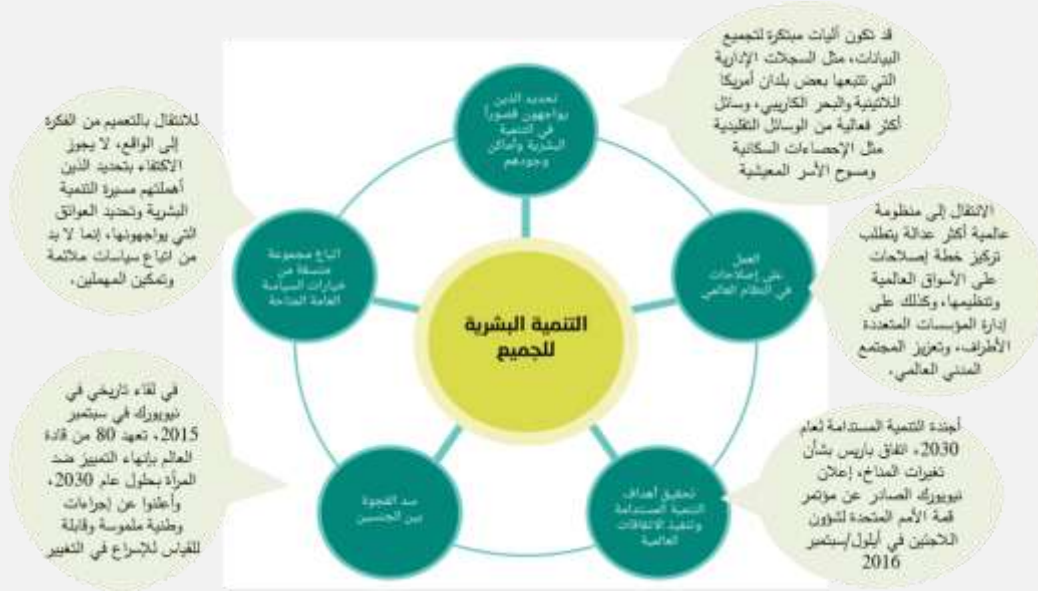 قد تكون آليات مبتكرة لتجميع
البيانات، مثل السجلات الإدارية
التي تتبعها بعض بلدان أمريكا
اللاتينية والبحر الكاريبي، وسائل
أكثر فعالية من الوسائل التقليدية
مثل الإحصاءات السكانية
ومسوح الأسر المعيشية
تحديد الذين
يواجهون قصوراً
في التنمية
البشرية وأماكن
وجودهم
للانتقال بالتعميم من الفكرة
إلى الواقع، لا يجوز
الاكتفاء بتحديد الذين
أهملتهم مسيرة التنمية
البشرية وتحديد العوائق
التي يواجهونها، إنما لا بد
من اتباع سياسات ملائمة
وتمكين المهملين.
الانتقال إلى منظومة
عالمية أكثر عدالة يتطلب
تركيز خطة إصلاحات
على الأسواق العالمية
وتنظيمها، وكذلك على
إدارة المؤسسات المتعددة
الأطراف، وتعزيز المجتمع
المدني العالمي.
العمل
على إصلاحات
في النظام العالمي
اتباع مجموعة
متسقة من
خيارات السياسة
العامة المتاحة
التنمية البشرية
للجميع
في لقاء تاريخي في
نيويورك في سبتمبر
2015، تعهد 80 من قادة
العالم بإنهاء التمييز ضد
المرأة بحلول عام 2030،
وأعلنوا عن إجراءات
وطنية ملموسة وقابلة
للقياس للإسراع في التغيير
أجندة التنمية المستدامة لعام
2030، اتفاق باريس بشأن
تغيرات المناخ، إعلان
نيويورك الصادر عن مؤتمر
قمة الأمم المتحدة لشؤون
اللاجئين في أيلول/سبتمبر
2016
تحقيق أهداف
التنمية المستدامة
وتنفيذ الاتفاقات
العالمية
سد الفجوة
بين الجنسين